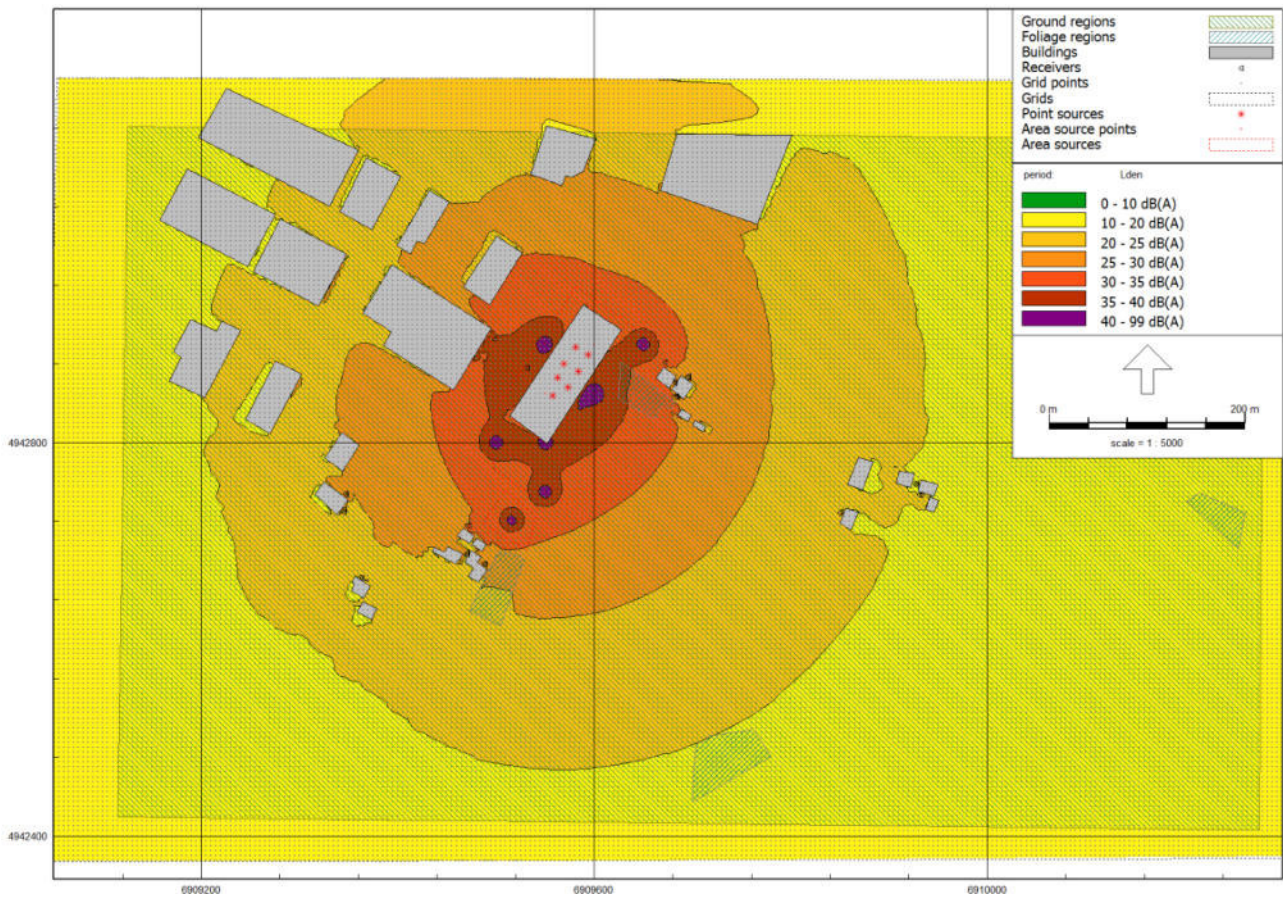 Ground regions
Foliage regions
Buildings
Receivers
Grid points
Grids
Point sources
Area source points
Area sources
period: Lden
0 - 10 dB(A)
10 - 20 dB(A)
20 - 25 dB(A)
25 - 30 dB(A)
30 - 35 dB(A)
35 - 40 dB(A)
40 - 99 dB(A)
0 m 200 m
scale = 1 : 5000
4942800
4942400
6909200 6909600 6910000